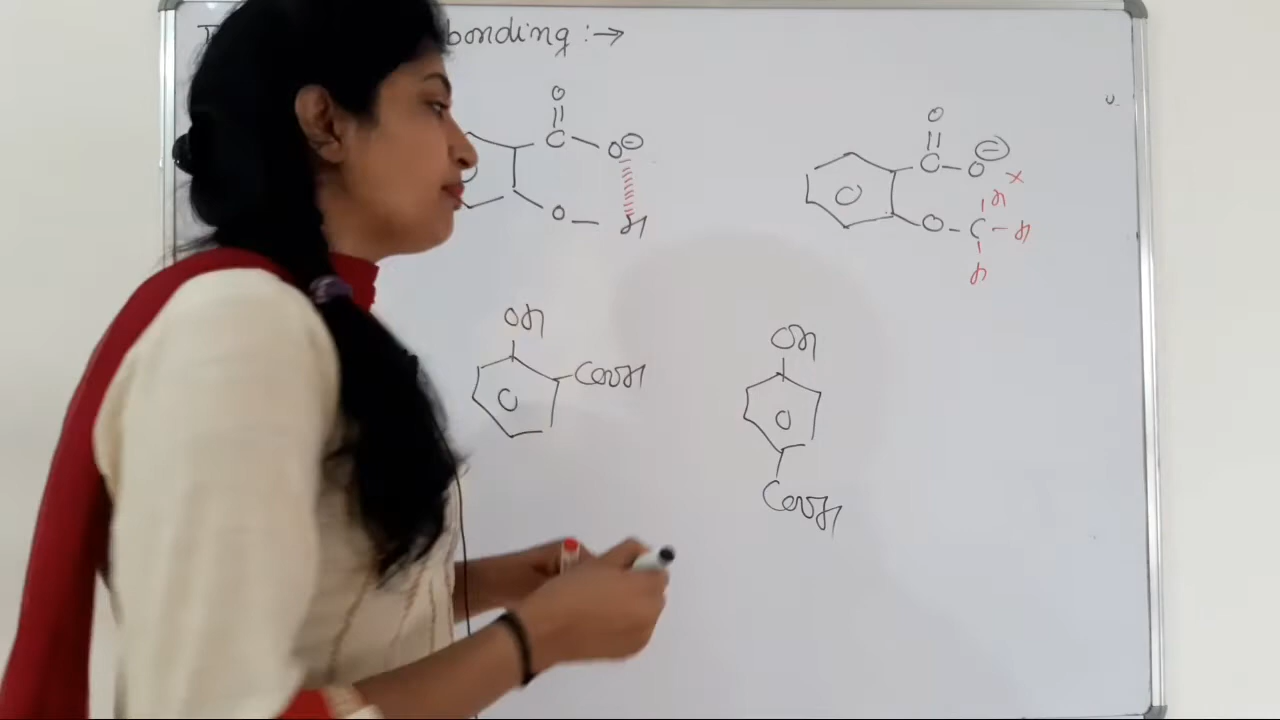 bonding :→
O
C O⊖
O H
O
C O⊖ x
H
O C H
H
OH
COOH
OH
COOH